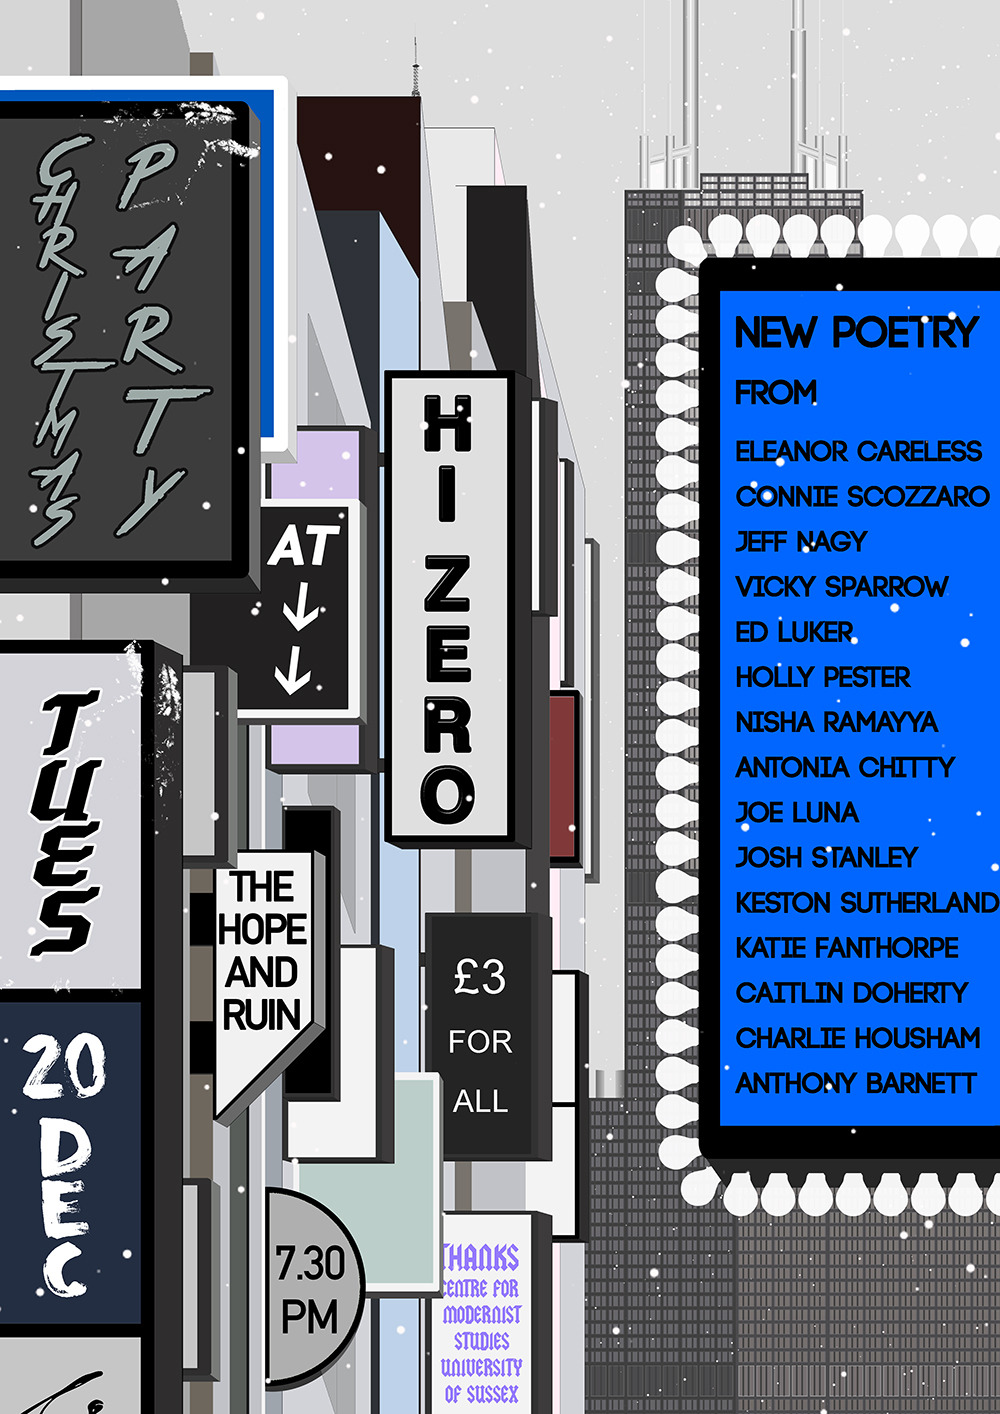 CHRISTMAS
PARTY
AT
HI ZERO
TUES
20
DEC
THE
HOPE
AND
RUIN
£3
FOR
ALL
7.30
PM
THANKS
CENTRE FOR
MODERNIST
STUDIES
UNIVERSITY
OF SUSSEX
NEW POETRY
FROM
ELEANOR CARELESS
CONNIE SCOZZARO
JEFF NAGY
VICKY SPARROW
ED LUKER
HOLLY PESTER
NISHA RAMAYYA
ANTONIA CHITTY
JOE LUNA
JOSH STANLEY
KESTON SUTHERLAND
KATIE FANTHORPE
CAITLIN DOHERTY
CHARLIE HOUSHAM
ANTHONY BARNETT